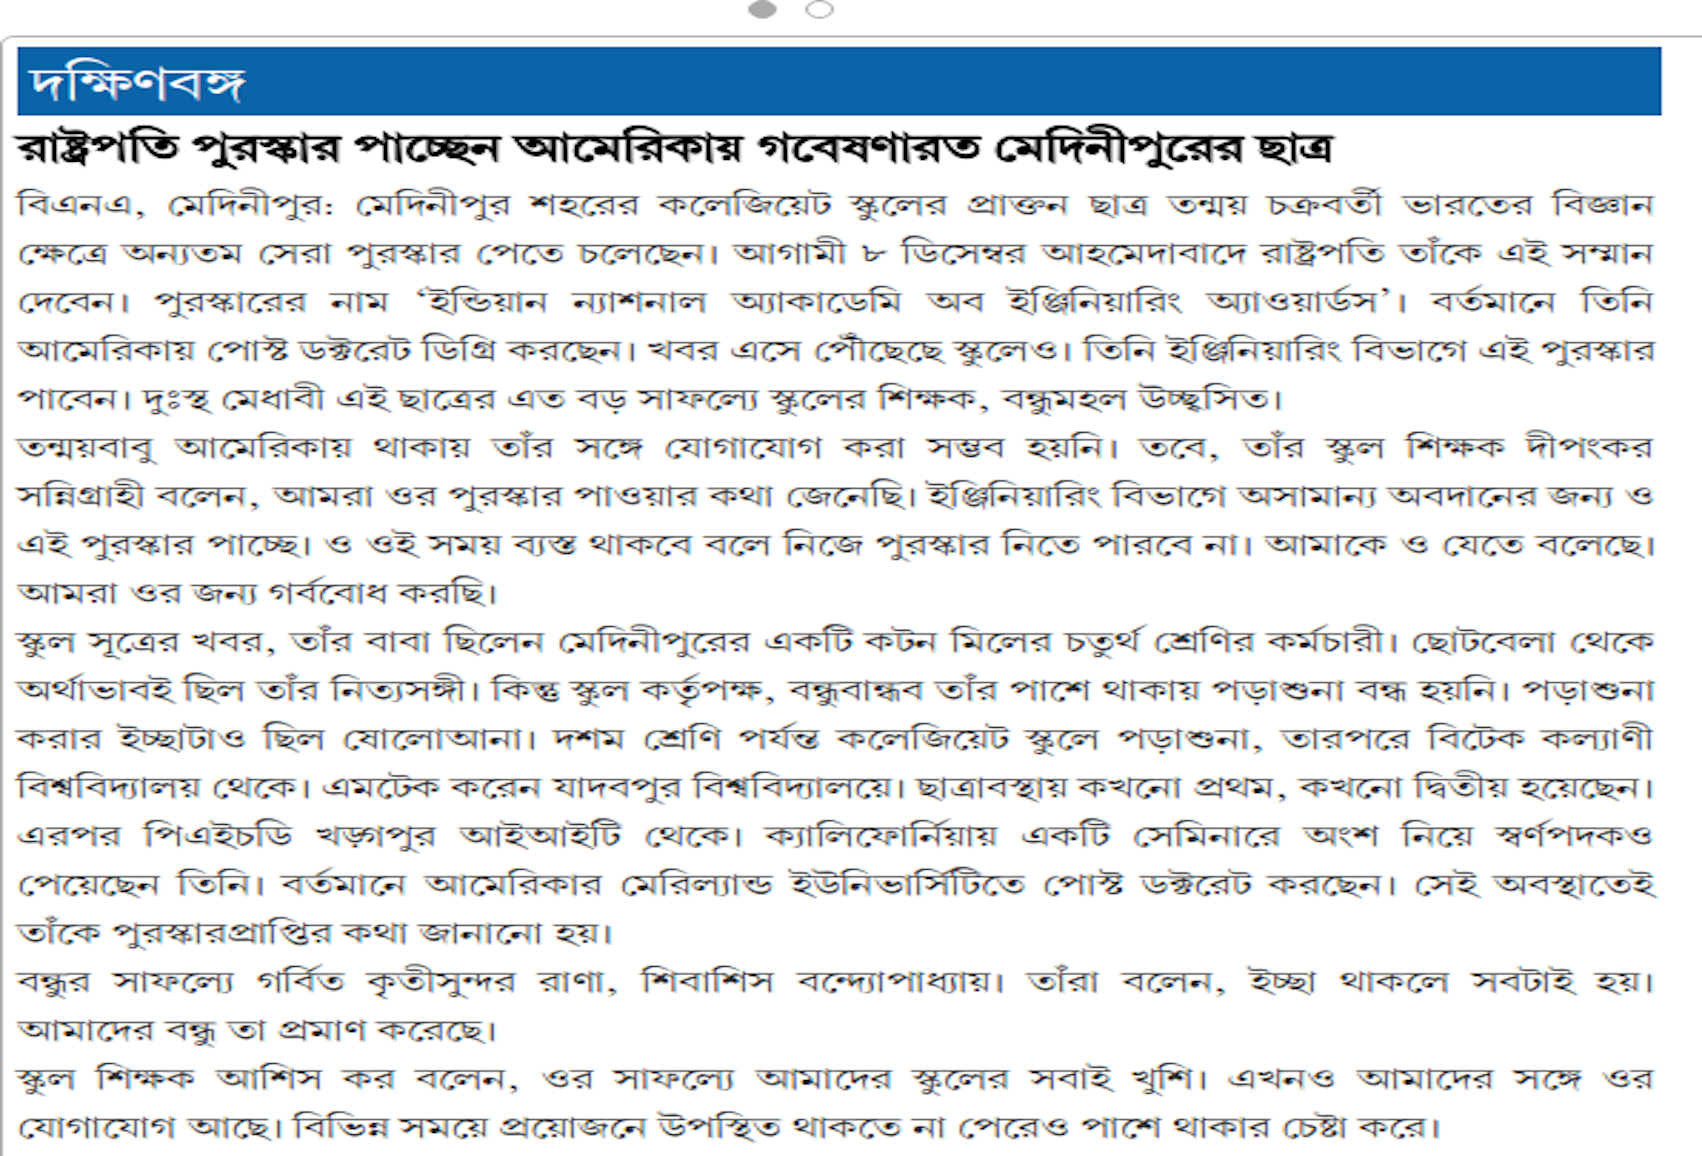 দক্ষিণবঙ্গ
রাষ্ট্রপতি পুরস্কার পাচ্ছেন আমেরিকায় গবেষণারত মেদিনীপুরের ছাত্র
বিএনএ, মেদিনীপুর: মেদিনীপুর শহরের কলেজিয়েট স্কুলের প্রাক্তন ছাত্র তন্ময় চক্রবর্তী ভারতের বিজ্ঞান
ক্ষেত্রে অন্যতম সেরা পুরস্কার পেতে চলেছেন। আগামী ৮ ডিসেম্বর আহমেদাবাদে রাষ্ট্রপতি তাঁকে এই সম্মান
দেবেন। পুরস্কারের নাম ‘ইন্ডিয়ান ন্যাশনাল অ্যাকাডেমি অব ইঞ্জিনিয়ারিং অ্যাওয়ার্ডস’। বর্তমানে তিনি
আমেরিকায় পোস্ট ডক্টরেট ডিগ্রি করছেন। খবর এসে পৌঁছেছে স্কুলেও। তিনি ইঞ্জিনিয়ারিং বিভাগে এই পুরস্কার
পাবেন। দুঃস্থ মেধাবী এই ছাত্রের এত বড় সাফল্যে স্কুলের শিক্ষক, বন্ধুমহল উচ্ছ্বসিত।
তন্ময়বাবু আমেরিকায় থাকায় তাঁর সঙ্গে যোগাযোগ করা সম্ভব হয়নি। তবে, তাঁর স্কুল শিক্ষক দীপংকর
সন্নিগ্রাহী বলেন, আমরা ওর পুরস্কার পাওয়ার কথা জেনেছি। ইঞ্জিনিয়ারিং বিভাগে অসামান্য অবদানের জন্য ও
এই পুরস্কার পাচ্ছে। ও ওই সময় ব্যস্ত থাকবে বলে নিজে পুরস্কার নিতে পারবে না। আমাকে ও যেতে বলেছে।
আমরা ওর জন্য গর্ববোধ করছি।
স্কুল সূত্রের খবর, তাঁর বাবা ছিলেন মেদিনীপুরের একটি কটন মিলের চতুর্থ শ্রেণির কর্মচারী। ছোটবেলা থেকে
অর্থাভাবই ছিল তাঁর নিত্যসঙ্গী। কিন্তু স্কুল কর্তৃপক্ষ, বন্ধুবান্ধব তাঁর পাশে থাকায় পড়াশুনা বন্ধ হয়নি। পড়াশুনা
করার ইচ্ছাটাও ছিল ষোলোআনা। দশম শ্রেণি পর্যন্ত কলেজিয়েট স্কুলে পড়াশুনা, তারপরে বিটেক কল্যাণী
বিশ্ববিদ্যালয় থেকে। এমটেক করেন যাদবপুর বিশ্ববিদ্যালয়ে। ছাত্রাবস্থায় কখনো প্রথম, কখনো দ্বিতীয় হয়েছেন।
এরপর পিএইচডি খড়্গপুর আইআইটি থেকে। ক্যালিফোর্নিয়ায় একটি সেমিনারে অংশ নিয়ে স্বর্ণপদকও
পেয়েছেন তিনি। বর্তমানে আমেরিকার মেরিল্যান্ড ইউনিভার্সিটিতে পোস্ট ডক্টরেট করছেন। সেই অবস্থাতেই
তাঁকে পুরস্কারপ্রাপ্তির কথা জানানো হয়।
বন্ধুর সাফল্যে গর্বিত কৃতীসুন্দর রাণা, শিবাশিস বন্দ্যোপাধ্যায়। তাঁরা বলেন, ইচ্ছা থাকলে সবটাই হয়।
আমাদের বন্ধু তা প্রমাণ করেছে।
স্কুল শিক্ষক আশিস কর বলেন, ওর সাফল্যে আমাদের স্কুলের সবাই খুশি। এখনও আমাদের সঙ্গে ওর
যোগাযোগ আছে। বিভিন্ন সময়ে প্রয়োজনে উপস্থিত থাকতে না পেরেও পাশে থাকার চেষ্টা করে।